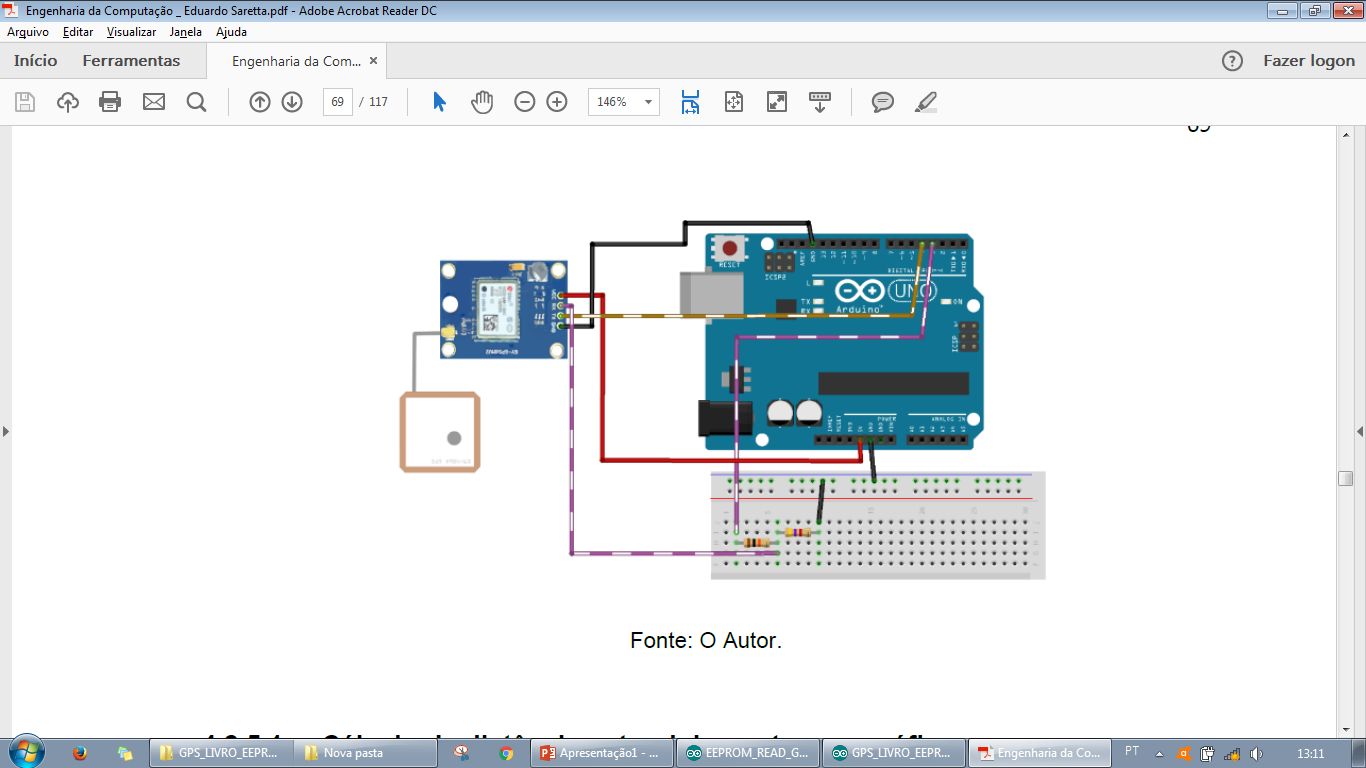 Engenharia da Computação _ Eduardo Saretta.pdf - Adobe Acrobat Reader DC
Arquivo Editar Visualizar Janela Ajuda
Início Ferramentas Engenharia da Com... × Fazer logon
69 / 117 146%
RESET
ICSP2
L
TX
RX
Arduino
UNO
ON
ICSP
POWER
ANALOG IN
Fonte: O Autor.
GPS_LIVRO_EEPR... Nova pasta Apresentação1 - ... EEPROM_READ_G... GPS_LIVRO_EEPR... Engenharia da Co... PT 13:11